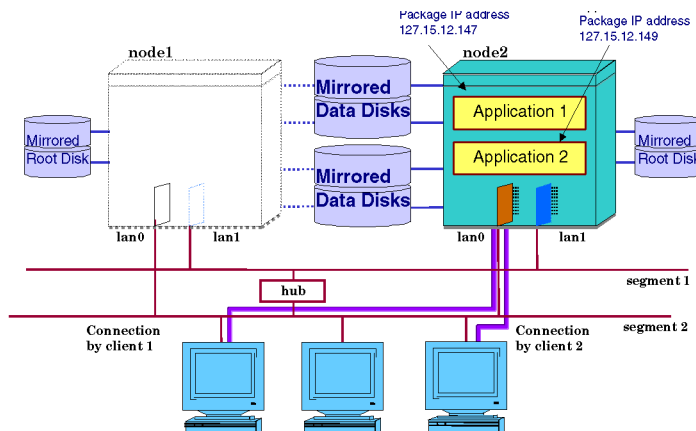 Package IP address
127.15.12.147
Package IP address
127.15.12.149
node1
node2
Mirrored
Data Disks
Application 1
Mirrored
Root Disk
Mirrored
Root Disk
Mirrored
Data Disks
Application 2
lan0
lan1
lan0
lan1
segment 1
hub
segment 2
Connection
by client 1
Connection
by client 2